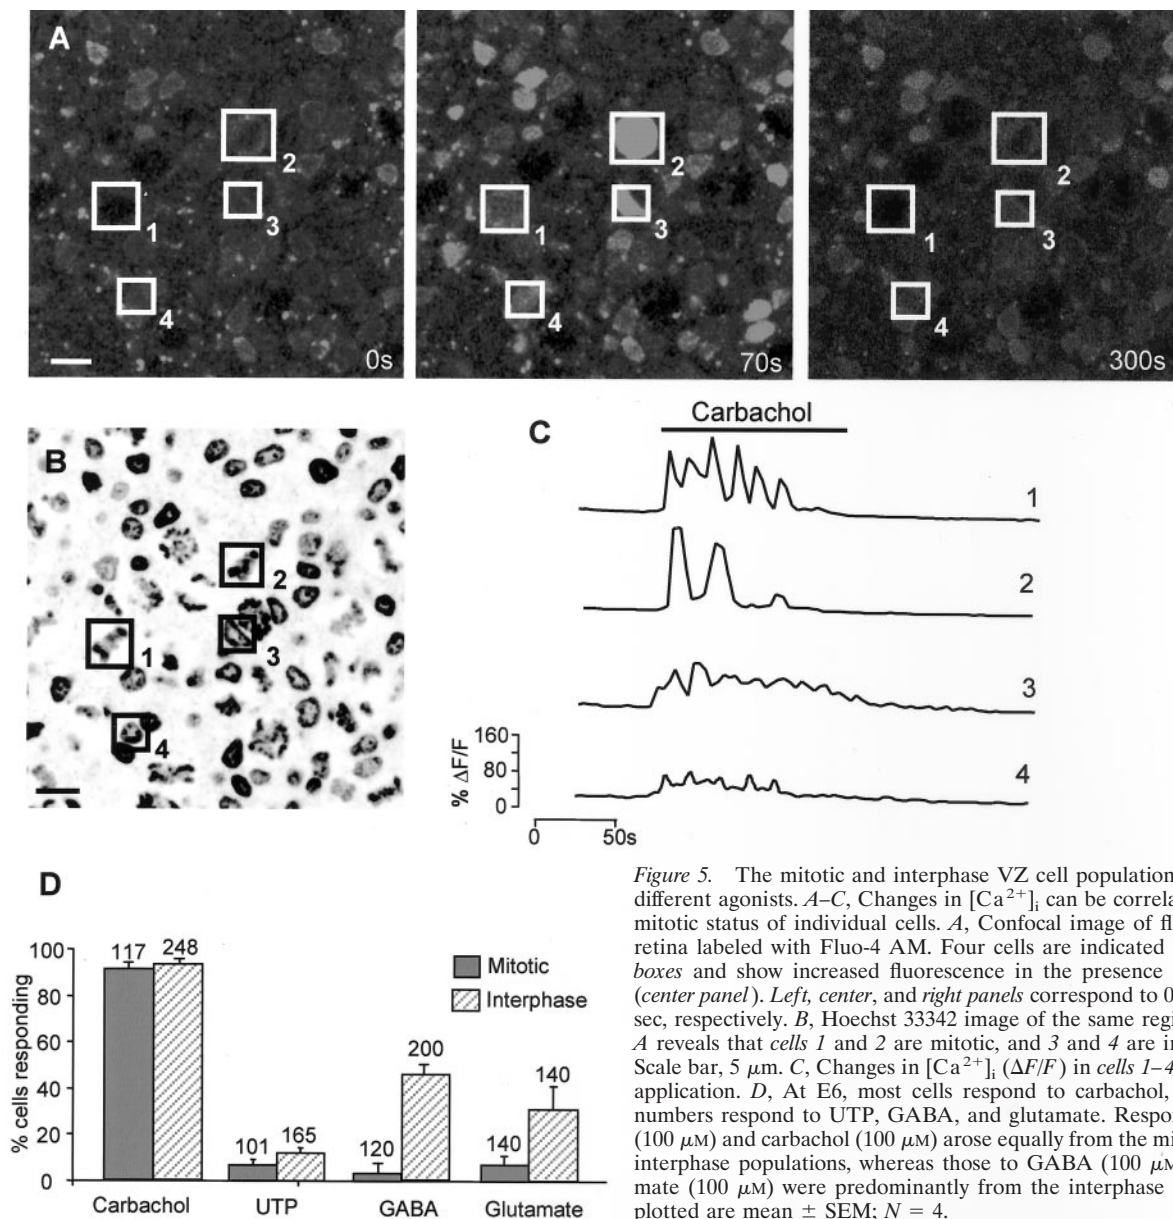 A
2
1
3
4
0s
2
1
3
4
70s
2
1
3
4
300s
B
2
1
3
4
C
Carbachol
1
2
3
4
% ΔF/F
160
80
0
0 50s
D
% cells responding
100
80
60
40
20
0
117 248
101 165
120 200
140 140
Mitotic
Interphase
Carbachol UTP GABA Glutamate
Figure 5. The mitotic and interphase VZ cell population
different agonists. A–C, Changes in [Ca2+]i can be correla
mitotic status of individual cells. A, Confocal image of fl
retina labeled with Fluo-4 AM. Four cells are indicated
boxes and show increased fluorescence in the presence
(center panel). Left, center, and right panels correspond to 0
sec, respectively. B, Hoechst 33342 image of the same regi
A reveals that cells 1 and 2 are mitotic, and 3 and 4 are in
Scale bar, 5 μm. C, Changes in [Ca2+]i (ΔF/F) in cells 1–4
application. D, At E6, most cells respond to carbachol,
numbers respond to UTP, GABA, and glutamate. Respon
(100 μM) and carbachol (100 μM) arose equally from the mi
interphase populations, whereas those to GABA (100 μM
mate (100 μM) were predominantly from the interphase
plotted are mean ± SEM; N = 4.